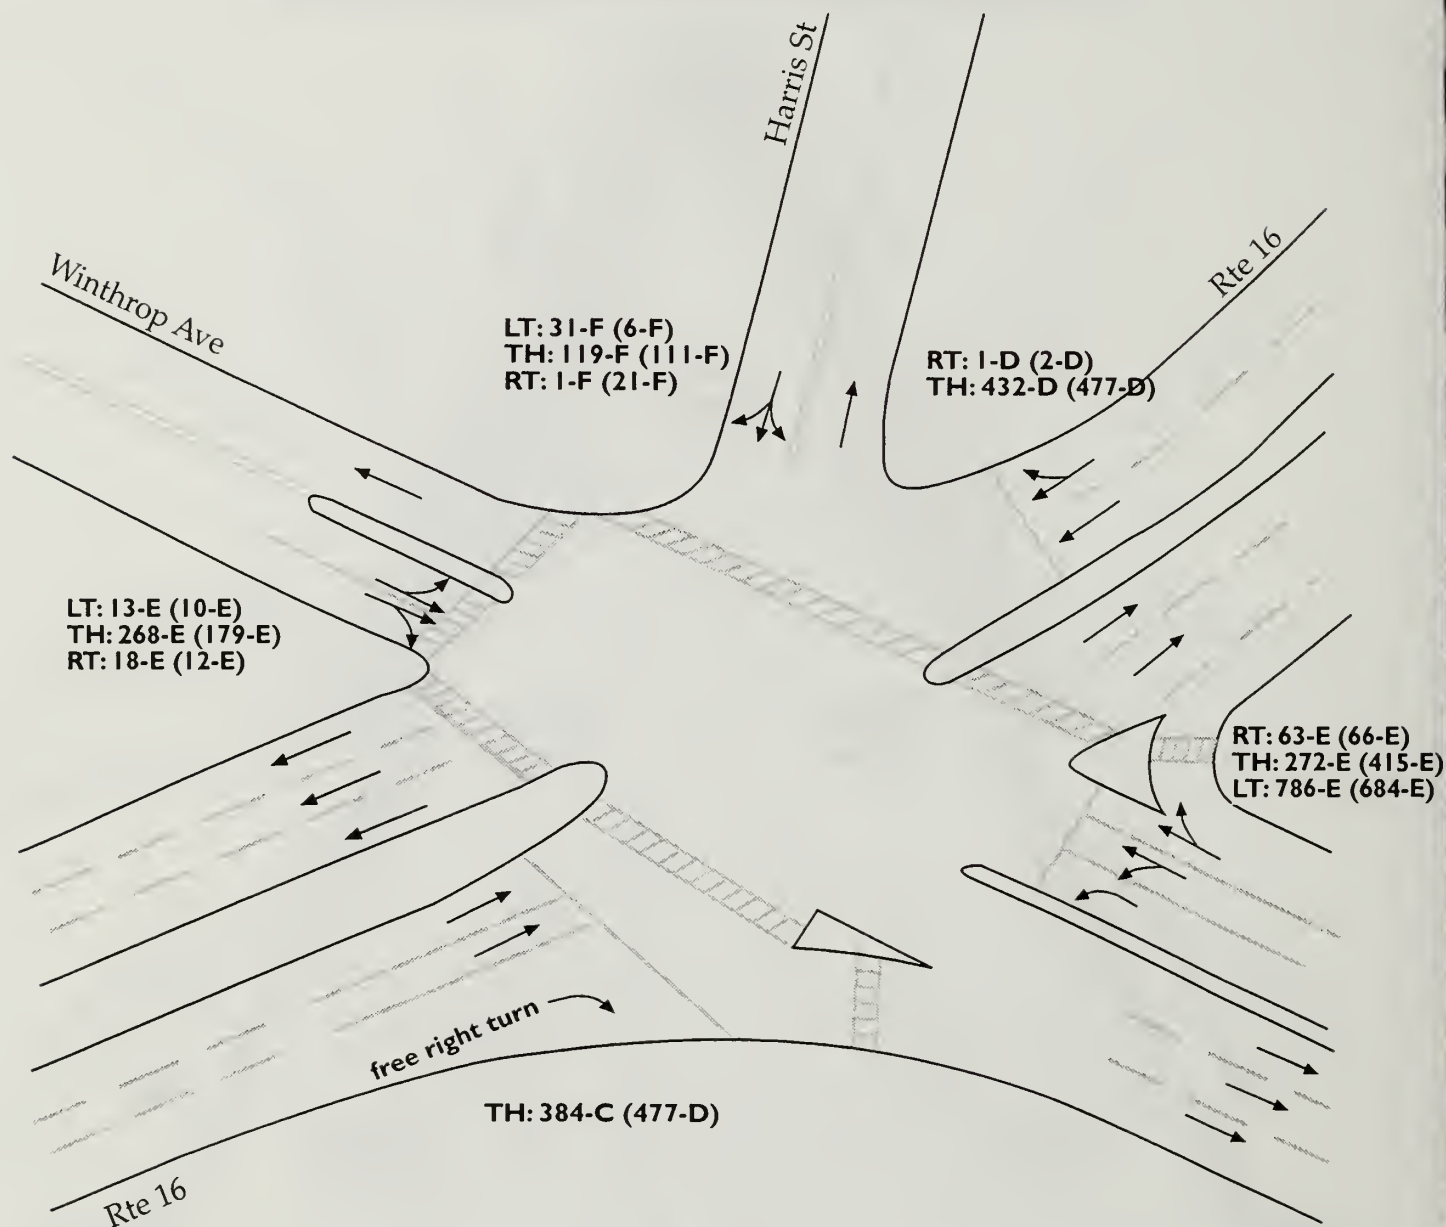 Harris St
Rte 16
Winthrop Ave
LT: 31-F (6-F)
TH: 119-F (111-F)
RT: 1-F (21-F)
RT: 1-D (2-D)
TH: 432-D (477-D)
LT: 13-E (10-E)
TH: 268-E (179-E)
RT: 18-E (12-E)
RT: 63-E (66-E)
TH: 272-E (415-E)
LT: 786-E (684-E)
free right turn
TH: 384-C (477-D)
Rte 16